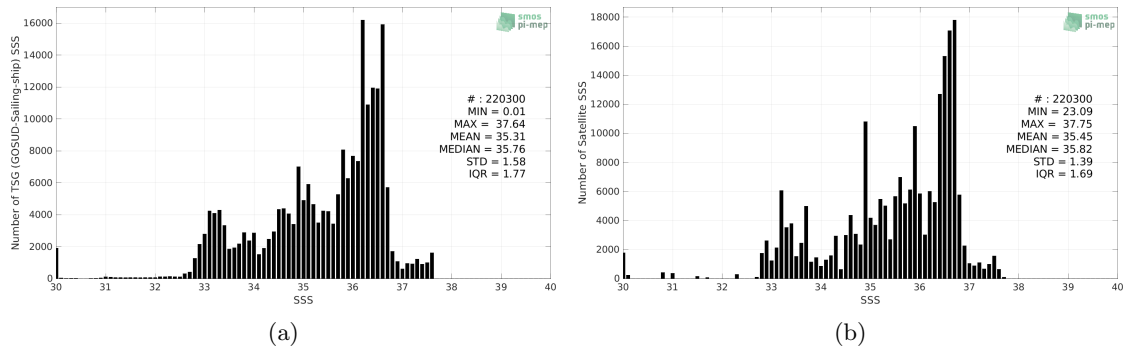 smos
pi-mep
16000
14000
12000
10000
8000
6000
4000
2000
0
Number of TSG (GOSUD-Sailing-ship) SSS
# : 220300
MIN = 0.01
MAX = 37.64
MEAN = 35.31
MEDIAN = 35.76
STD = 1.58
IQR = 1.77
30 31 32 33 34 35 36 37 38 39 40
SSS
(a)
smos
pi-mep
18000
16000
14000
12000
10000
8000
6000
4000
2000
0
Number of Satellite SSS
# : 220300
MIN = 23.09
MAX = 37.75
MEAN = 35.45
MEDIAN = 35.82
STD = 1.39
IQR = 1.69
30 31 32 33 34 35 36 37 38 39 40
SSS
(b)